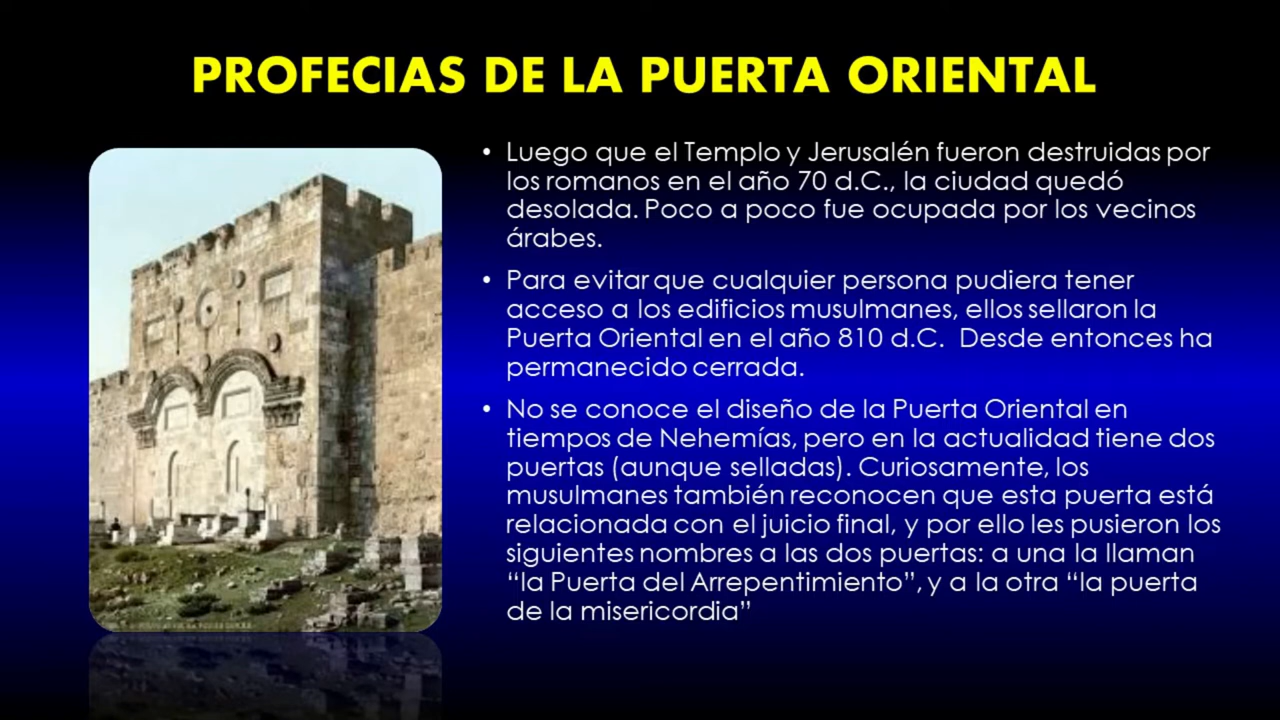 PROFECIAS DE LA PUERTA ORIENTAL
• Luego que el Templo y Jerusalén fueron destruidas por
los romanos en el año 70 d.C., la ciudad quedó
desolada. Poco a poco fue ocupada por los vecinos
árabes.
• Para evitar que cualquier persona pudiera tener
acceso a los edificios musulmanes, ellos sellaron la
Puerta Oriental en el año 810 d.C.  Desde entonces ha
permanecido cerrada.
• No se conoce el diseño de la Puerta Oriental en
tiempos de Nehemías, pero en la actualidad tiene dos
puertas (aunque selladas). Curiosamente, los
musulmanes también reconocen que esta puerta está
relacionada con el juicio final, y por ello les pusieron los
siguientes nombres a las dos puertas: a una la llaman
“la Puerta del Arrepentimiento”, y a la otra “la puerta
de la misericordia”